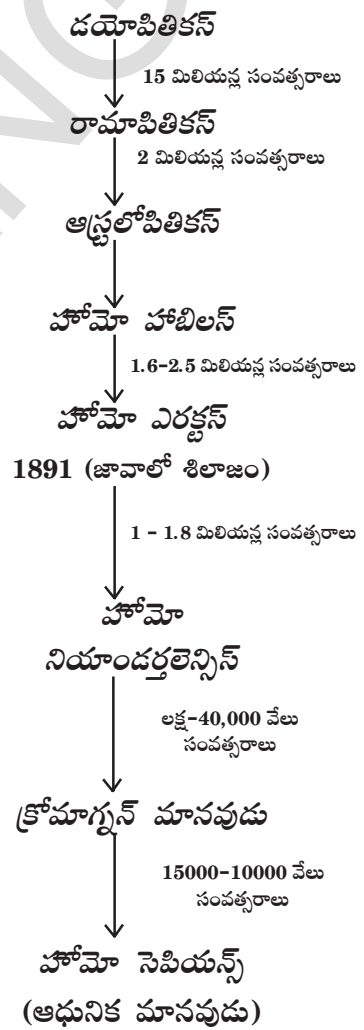 డయోపితికస్
15 మిలియన్ల సంవత్సరాలు
రామాపితికస్
2 మిలియన్ల సంవత్సరాలు
ఆస్ట్రలోపితికస్
హోమో హాబిలస్
1.6-2.5 మిలియన్ల సంవత్సరాలు
హోమో ఎరక్టస్
1891 (జావాలో శిలాజం)
1 - 1.8 మిలియన్ల సంవత్సరాలు
హోమో
నియాండర్తలెన్సిస్
లక్ష-40,000 వేలు
సంవత్సరాలు
క్రోమాగ్నన్ మానవుడు
15000-10000 వేలు
సంవత్సరాలు
హోమో సెపియన్స్
(ఆధునిక మానవుడు)